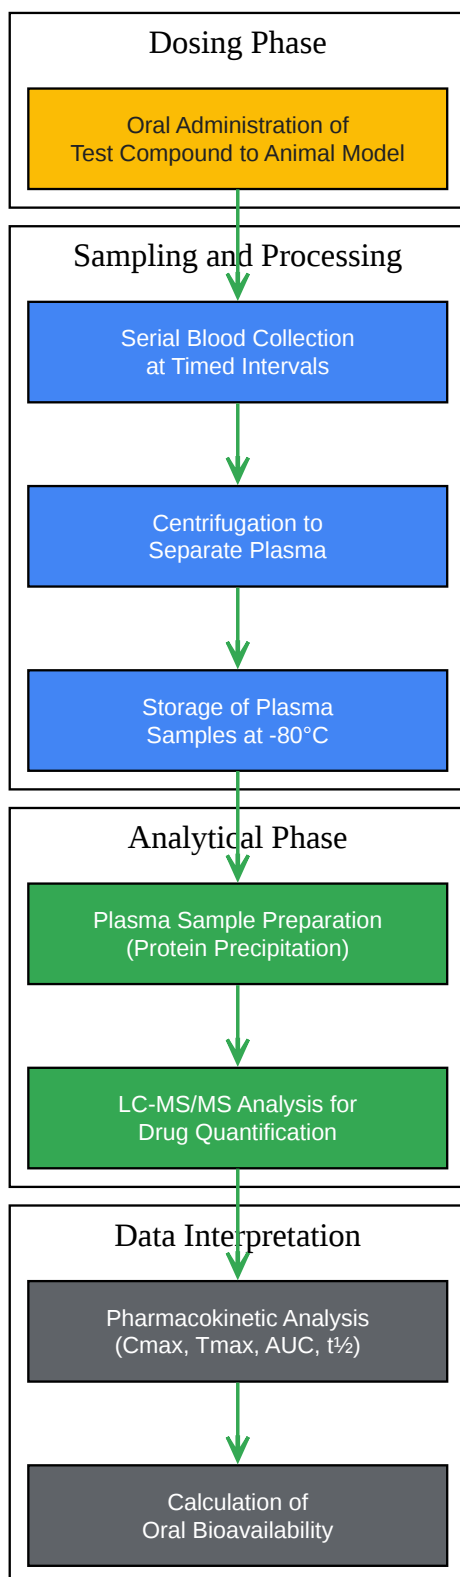 Dosing Phase
Oral Administration of
Test Compound to Animal Model
Sampling and Processing
Serial Blood Collection
at Timed Intervals
Centrifugation to
Separate Plasma
Storage of Plasma
Samples at -80°C
Analytical Phase
Plasma Sample Preparation
(Protein Precipitation)
LC-MS/MS Analysis for
Drug Quantification
Data Interpretation
Pharmacokinetic Analysis
(Cmax, Tmax, AUC, t½)
Calculation of
Oral Bioavailability